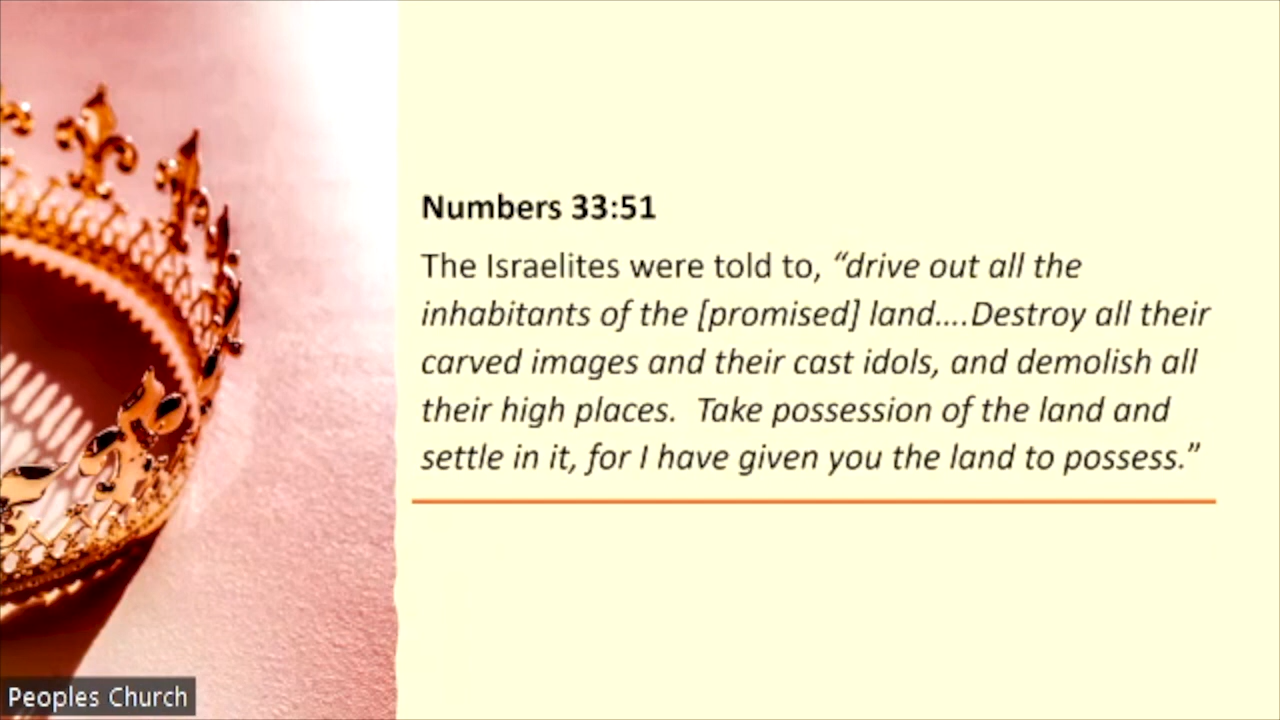 Numbers 33:51
The Israelites were told to, “drive out all the
inhabitants of the [promised] land....Destroy all their
carved images and their cast idols, and demolish all
their high places.  Take possession of the land and
settle in it, for I have given you the land to possess.”
Peoples Church